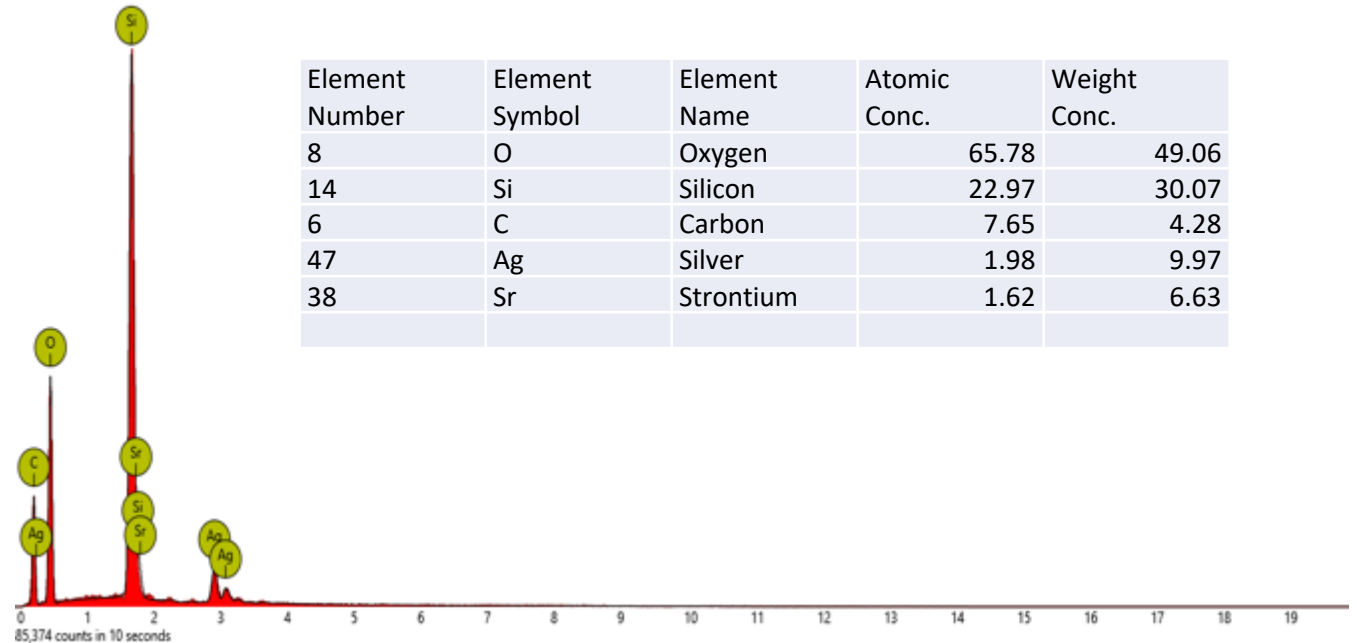 Si
Element Number Element Symbol Element Name Atomic Conc. Weight Conc.
8 O Oxygen 65.78 49.06
14 Si Silicon 22.97 30.07
6 C Carbon 7.65 4.28
47 Ag Silver 1.98 9.97
38 Sr Strontium 1.62 6.63
O
Sr
C
Si
Ag Sr Ag
Ag
0 1 2 3 4 5 6 7 8 9 10 11 12 13 14 15 16 17 18 19
85,374 counts in 10 seconds